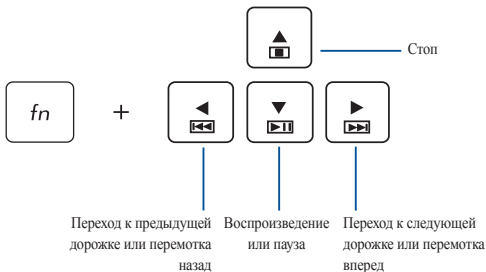 Стоп
fn
+
Переход к предыдущей
дорожке или перемотка
назад
Воспроизведение
или пауза
Переход к следующей
дорожке или перемотка
вперед